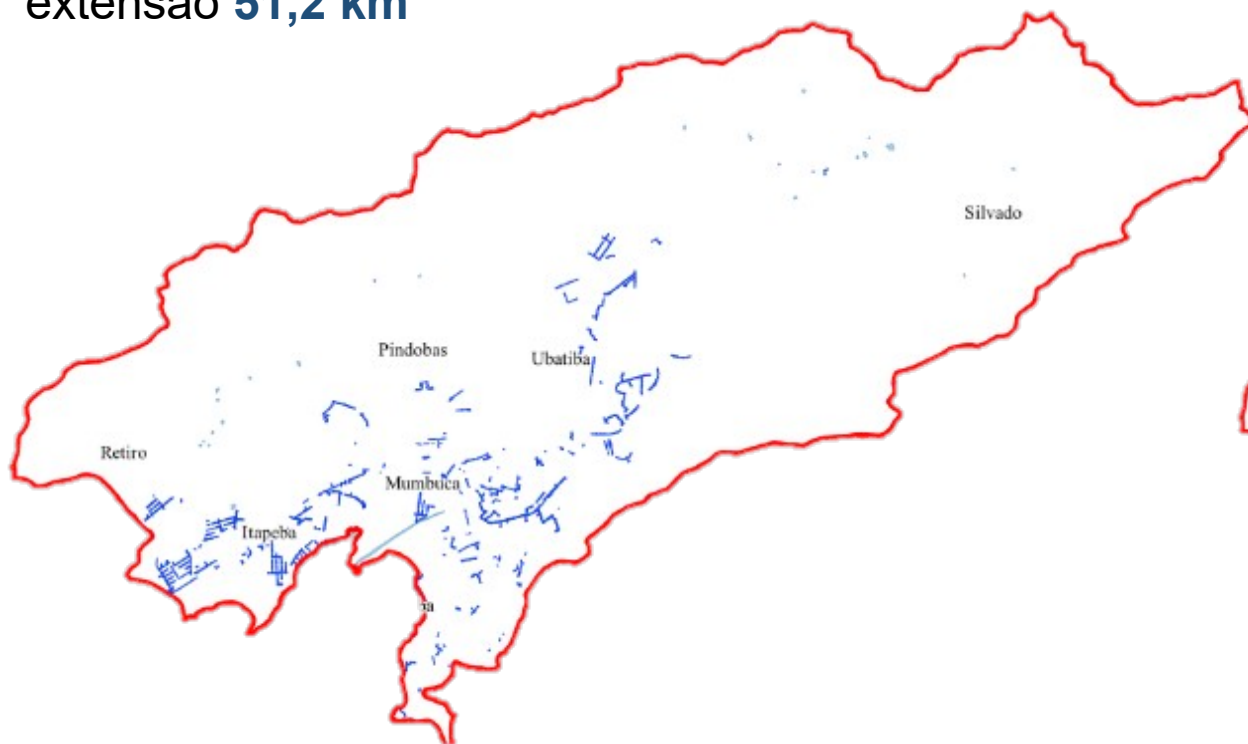 extensão 51,2 km
Silvado
Pindobas
Ubatiba
Retiro
Mumbuca
Itapeba